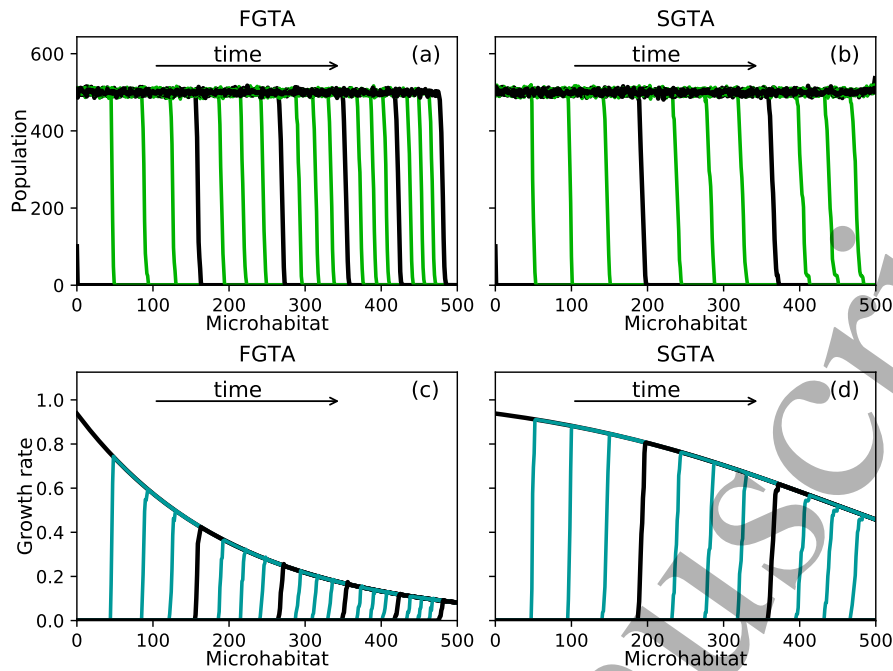 FGTA
SGTA
time
(a)
time
(b)
600
400
200
0
Population
0 100 200 300 400 500
0 100 200 300 400 500
Microhabitat
Microhabitat
FGTA
SGTA
time
(c)
time
(d)
1.0
0.8
0.6
0.4
0.2
0.0
Growth rate
0 100 200 300 400 500
0 100 200 300 400 500
Microhabitat
Microhabitat
uscri